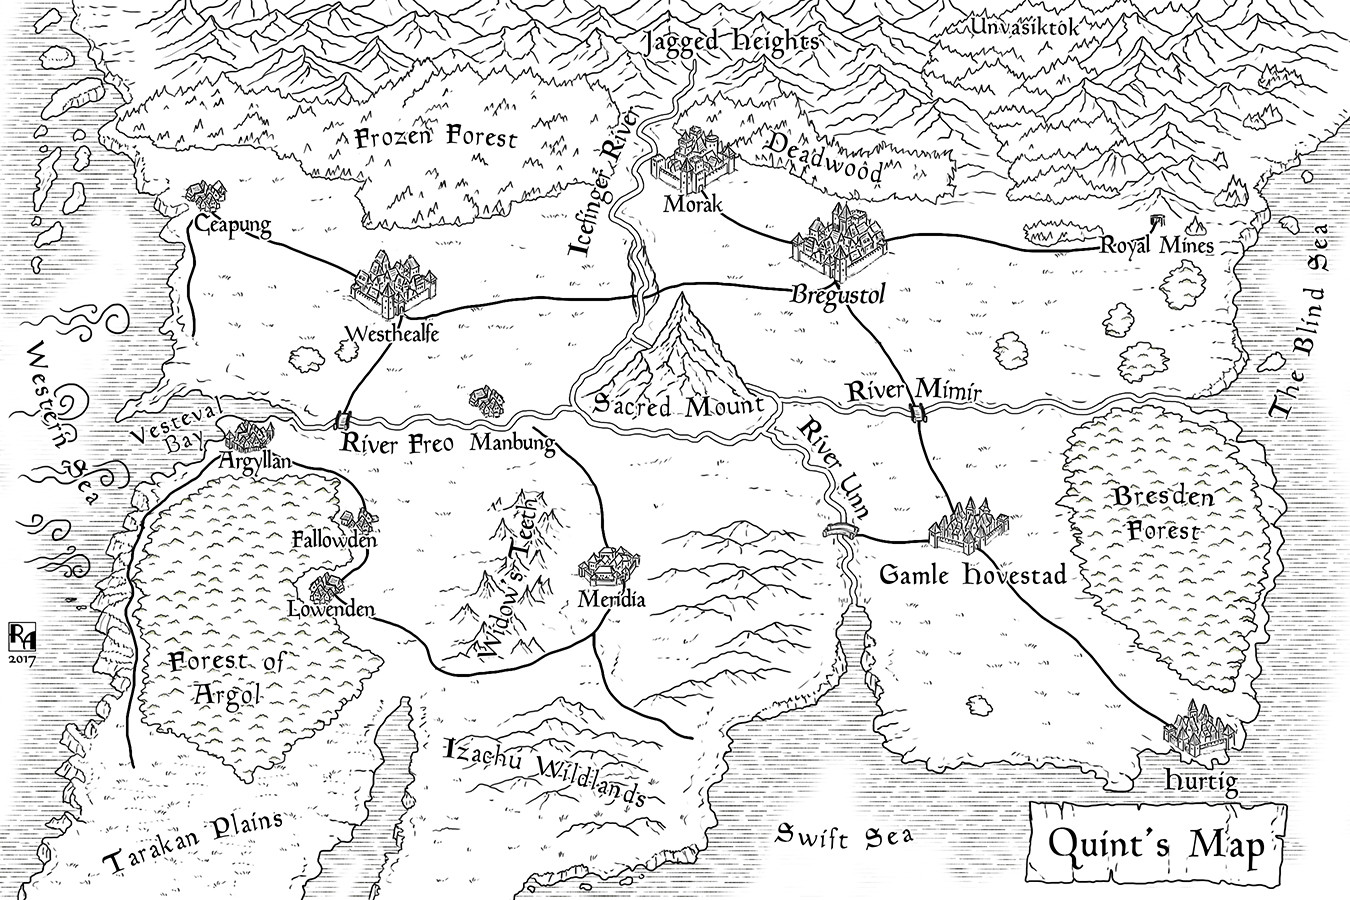 Unvasiktok
Jagged Heights
Frozen Forest
Icefinger River
Deadwood
Morak
Ceapung
Royal Mines
The Blind Sea
Bregustol
Westhealfe
Western Sea
Sacred Mount
River Mimir
Vesteval
Bay
River Freo
Manbung
River Unn
Argyllan
Bresden
Forest
Widow's Teeth
Fallowden
Gamle Hovestad
Meridia
Lowenden
RA
2017
Forest of
Argol
Izachu Wildlands
Hurtig
Tarakan Plains
Swift Sea
Quint's Map